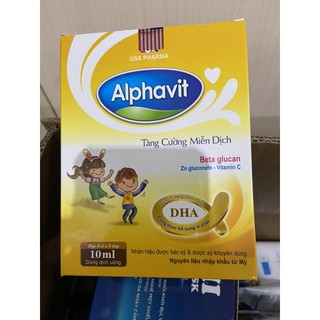 USA PHARMA
Alphavit
Tăng Cường Miễn Dịch
Beta glucan
Zn gluconate - Vitamin C
DHA
10ml
Dung dịch uống
Nhãn hiệu được bác sỹ & dược sỹ khuyên dùng
Nguyên liệu nhập khẩu từ Mỹ